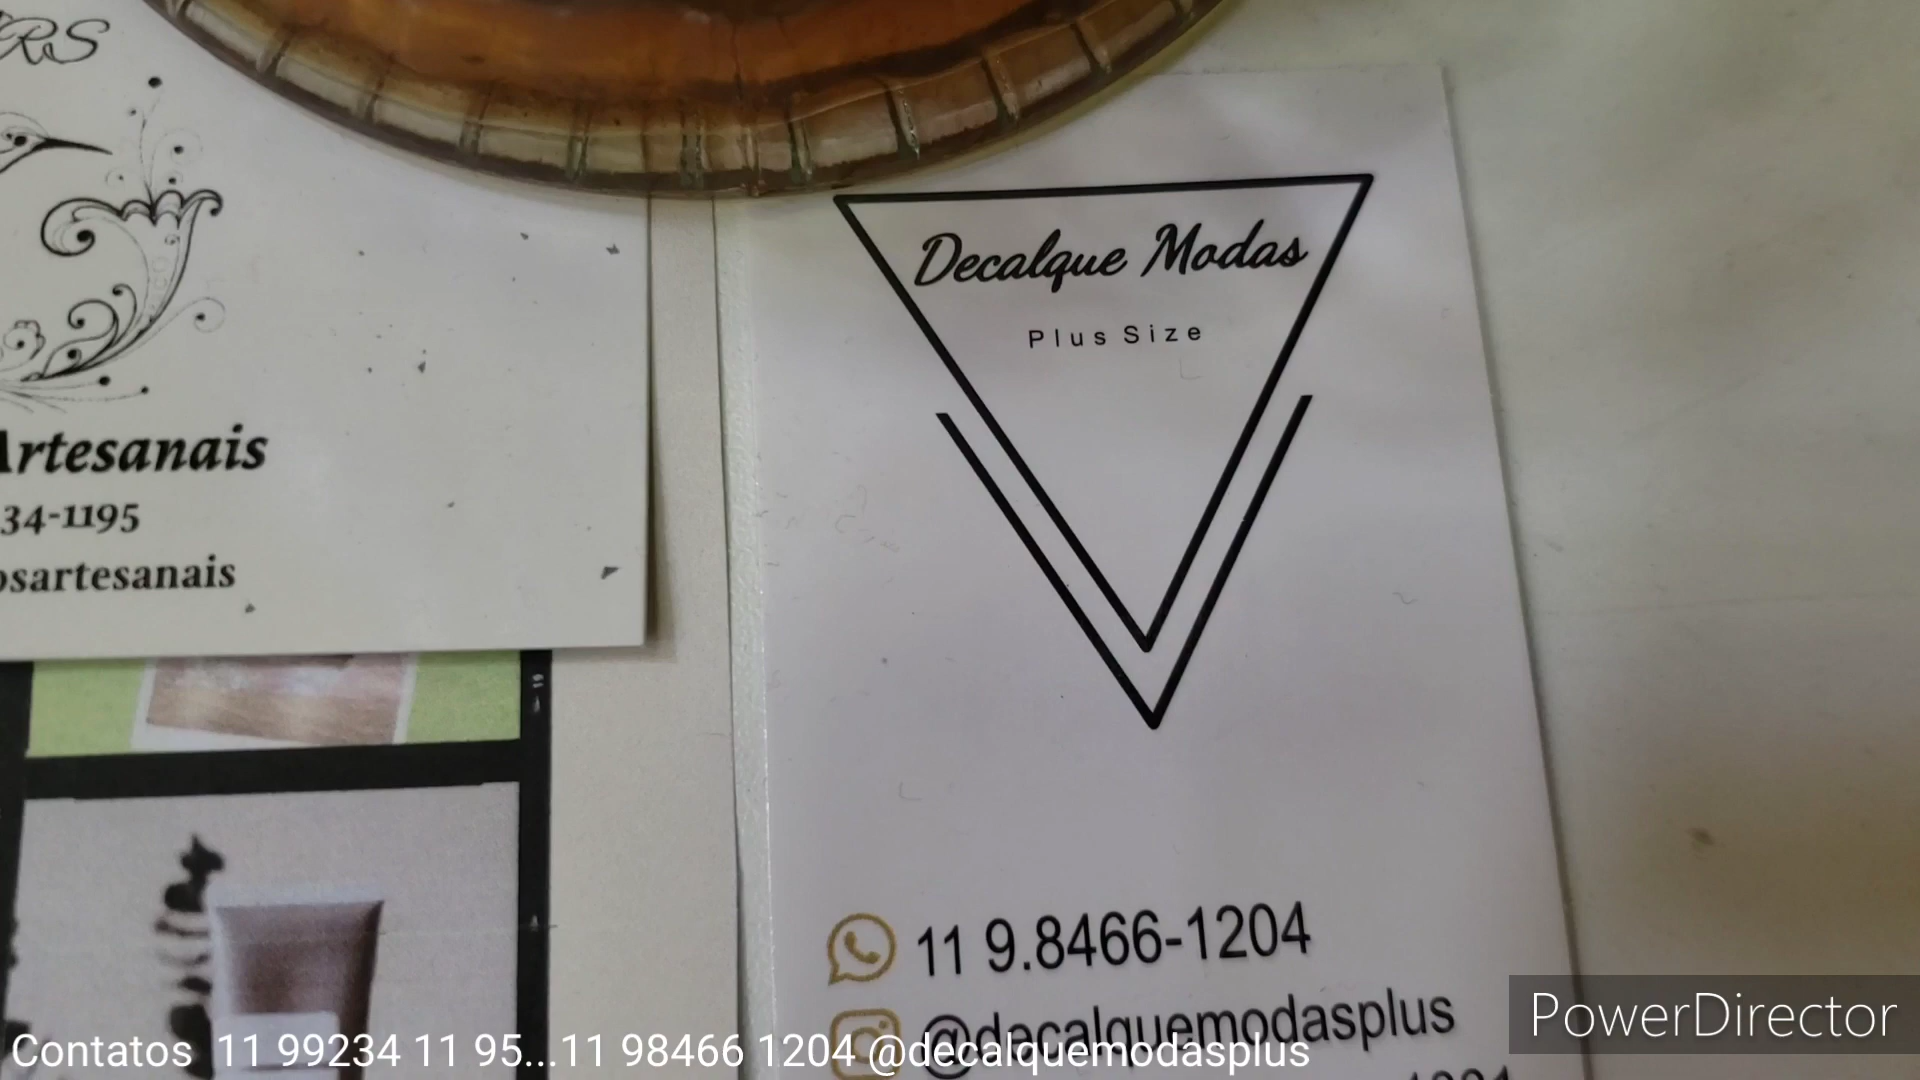 RS
Artesanais
34-1195
osartesanais
Decalque Modas
Plus Size
11 9.8466-1204
@decalquemodasplus
Contatos 11 99234 11 95...11 98466 1204 @decalquemodasplus
PowerDirector